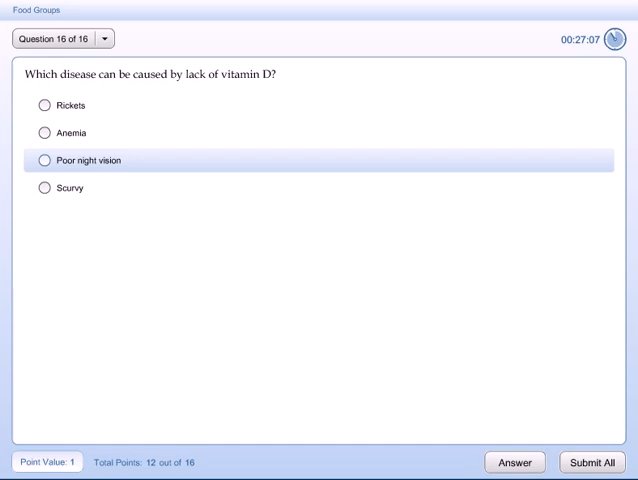 Food Groups
Question 16 of 16
00:27:07
Which disease can be caused by lack of vitamin D?
Rickets
Anemia
Poor night vision
Scurvy
Point Value: 1 Total Points: 12 out of 16 Answer Submit All